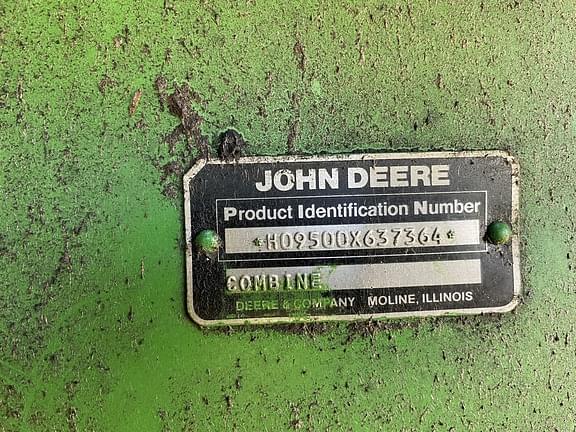 JOHN DEERE
Product Identification Number
*H09500X637364*
COMBINE
DEERE & COMPANY MOLINE, ILLINOIS